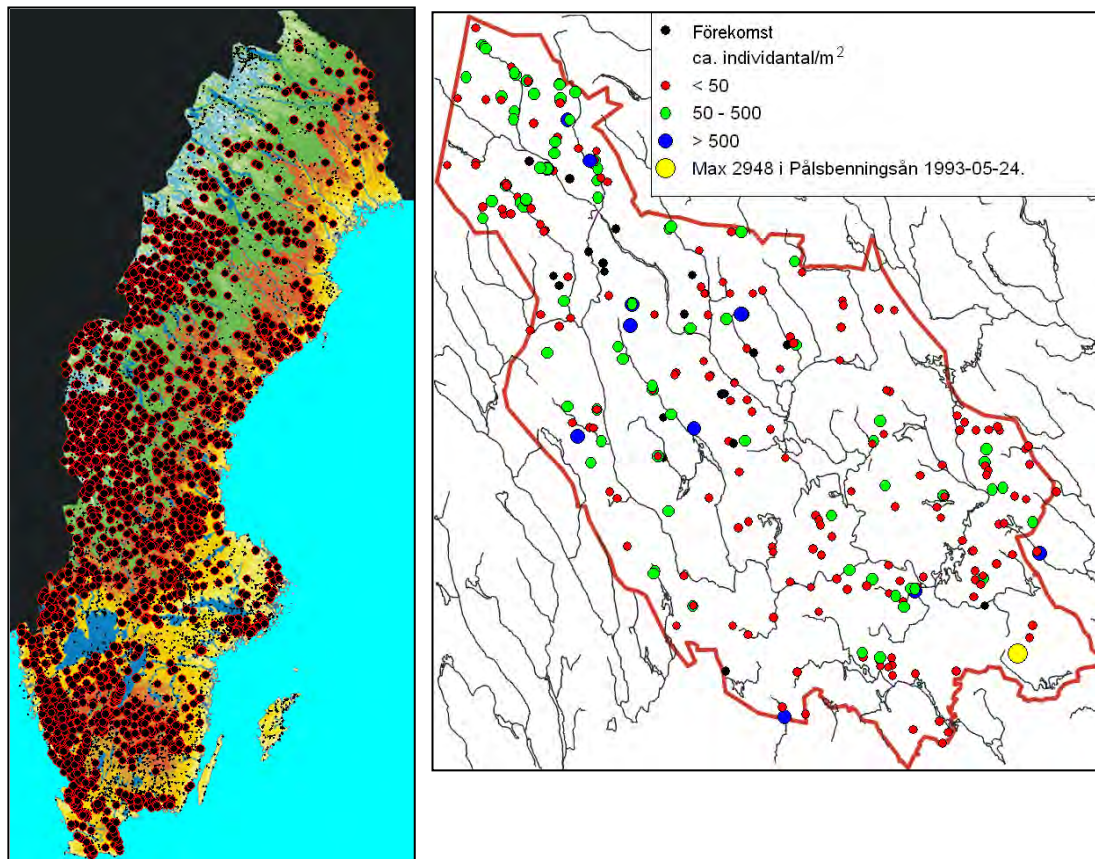 Förekomst
ca. individantal/m²
< 50
50 - 500
> 500
Max 2948 i Pålsbenningsån 1993-05-24.